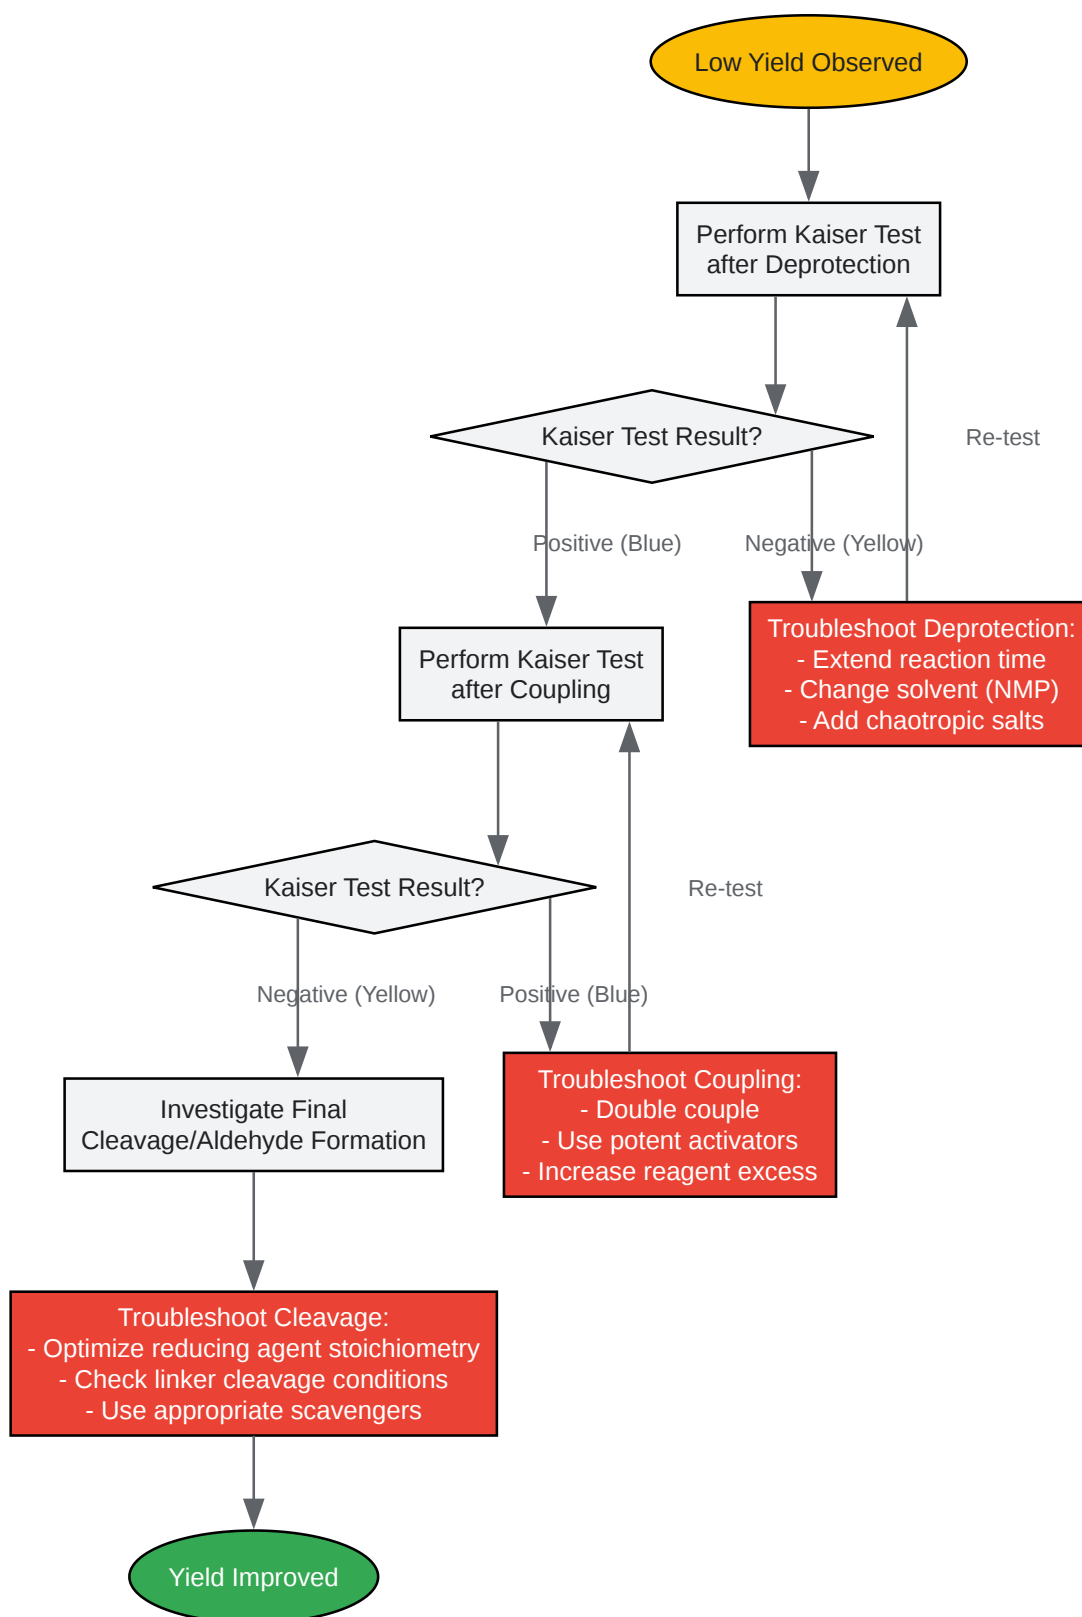 Low Yield Observed
Perform Kaiser Test
after Deprotection
Kaiser Test Result?
Re-test
Positive (Blue)
Negative (Yellow)
Troubleshoot Deprotection:
- Extend reaction time
- Change solvent (NMP)
- Add chaotropic salts
Perform Kaiser Test
after Coupling
Kaiser Test Result?
Re-test
Negative (Yellow)
Positive (Blue)
Troubleshoot Coupling:
- Double couple
- Use potent activators
- Increase reagent excess
Investigate Final
Cleavage/Aldehyde Formation
Troubleshoot Cleavage:
- Optimize reducing agent stoichiometry
- Check linker cleavage conditions
- Use appropriate scavengers
Yield Improved